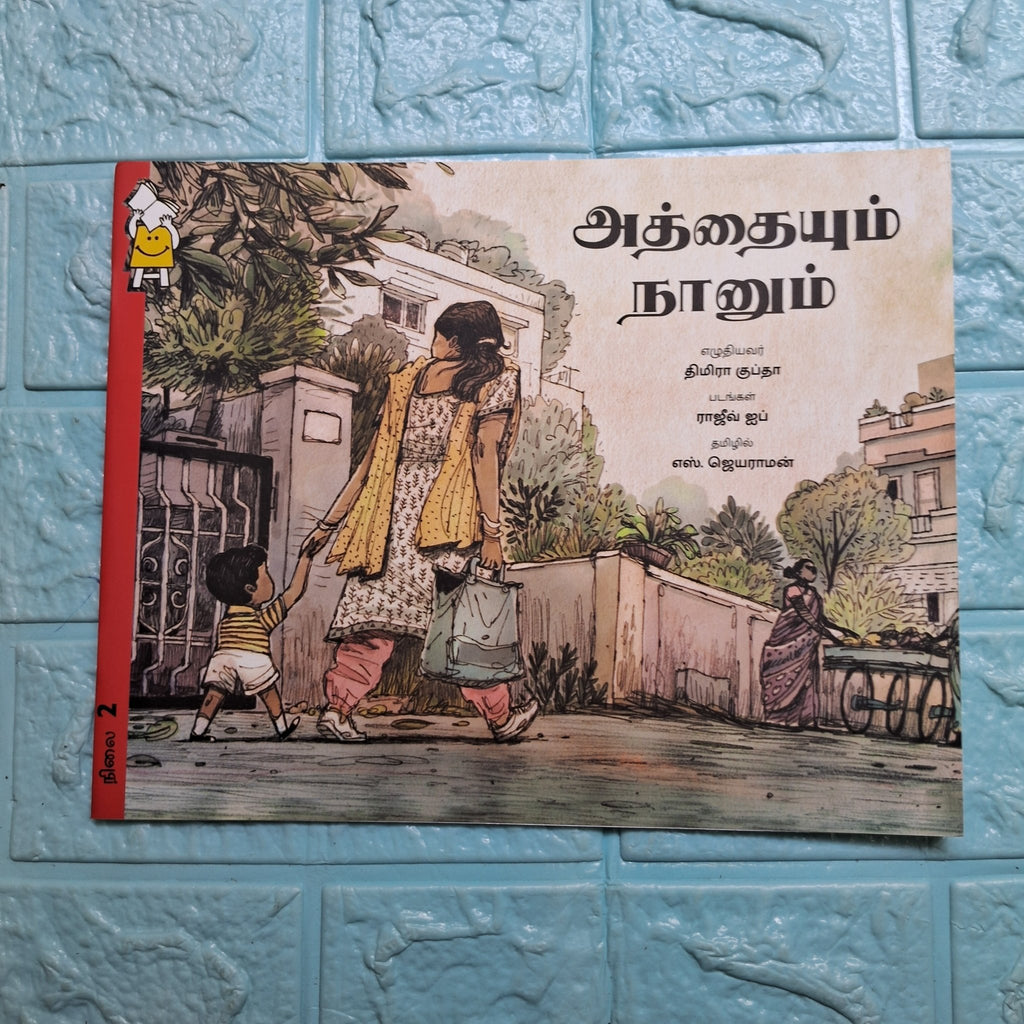 அத்தையும்
நானும்
எழுதியவர்
திமிரா குப்தா
படங்கள்
ராஜீவ் ஐப்
தமிழில்
எஸ். ஜெயராமன்
நிலை 2